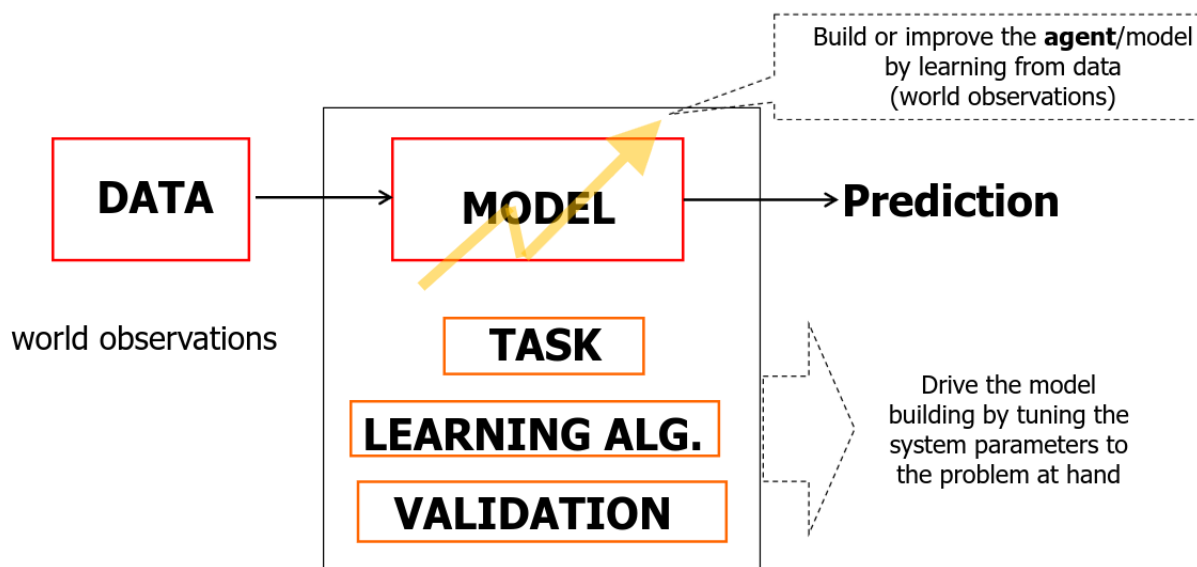 Build or improve the agent/model
by learning from data
(world observations)
DATA
MODEL
Prediction
world observations
TASK
LEARNING ALG.
VALIDATION
Drive the model
building by tuning the
system parameters to
the problem at hand